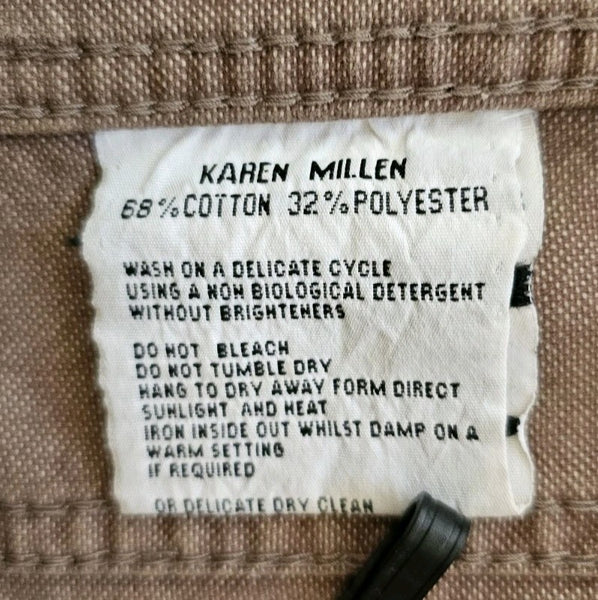 KAREN MILLEN
68% COTTON 32% POLYESTER
WASH ON A DELICATE CYCLE
USING A NON BIOLOGICAL DETERGENT
WITHOUT BRIGHTENERS
DO NOT BLEACH
DO NOT TUMBLE DRY
HANG TO DRY AWAY FORM DIRECT
SUNLIGHT AND HEAT
IRON INSIDE OUT WHILST DAMP ON A
WARM SETTING
IF REQUIRED
OR DELICATE DRY CLEAN